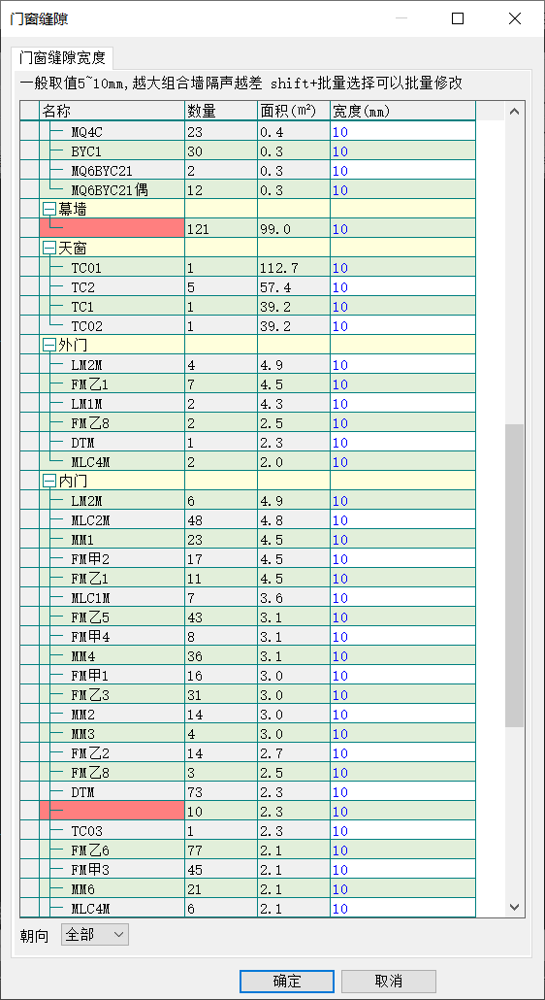 门窗缝隙
门窗缝隙宽度
一般取值5~10mm,越大组合墙隔声越差 shift+批量选择可以批量修改
名称 数量 面积(m²) 宽度(mm)
MQ4C 23 0.4 10
BYC1 30 0.3 10
MQ6BYC21 2 0.3 10
MQ6BYC21偶 12 0.3 10
幕墙
121 99.0 10
天窗
TC01 1 112.7 10
TC2 5 57.4 10
TC1 1 39.2 10
TC02 1 39.2 10
外门
LM2M 4 4.9 10
FM乙1 7 4.5 10
LM1M 2 4.3 10
FM乙8 2 2.5 10
DTM 1 2.3 10
MLC4M 2 2.0 10
内门
LM2M 6 4.9 10
MLC2M 48 4.8 10
MM1 23 4.5 10
FM甲2 17 4.5 10
FM乙1 11 4.5 10
MLC1M 7 3.6 10
FM乙5 43 3.1 10
FM甲4 8 3.1 10
MM4 36 3.1 10
FM甲1 16 3.0 10
FM乙3 31 3.0 10
MM2 14 3.0 10
MM3 4 3.0 10
FM乙2 14 2.7 10
FM乙8 3 2.5 10
DTM 73 2.3 10
10 2.3 10
TC03 1 2.3 10
FM乙6 77 2.1 10
FM甲3 45 2.1 10
MM6 21 2.1 10
MLC4M 6 2.1 10
朝向 全部
确定 取消